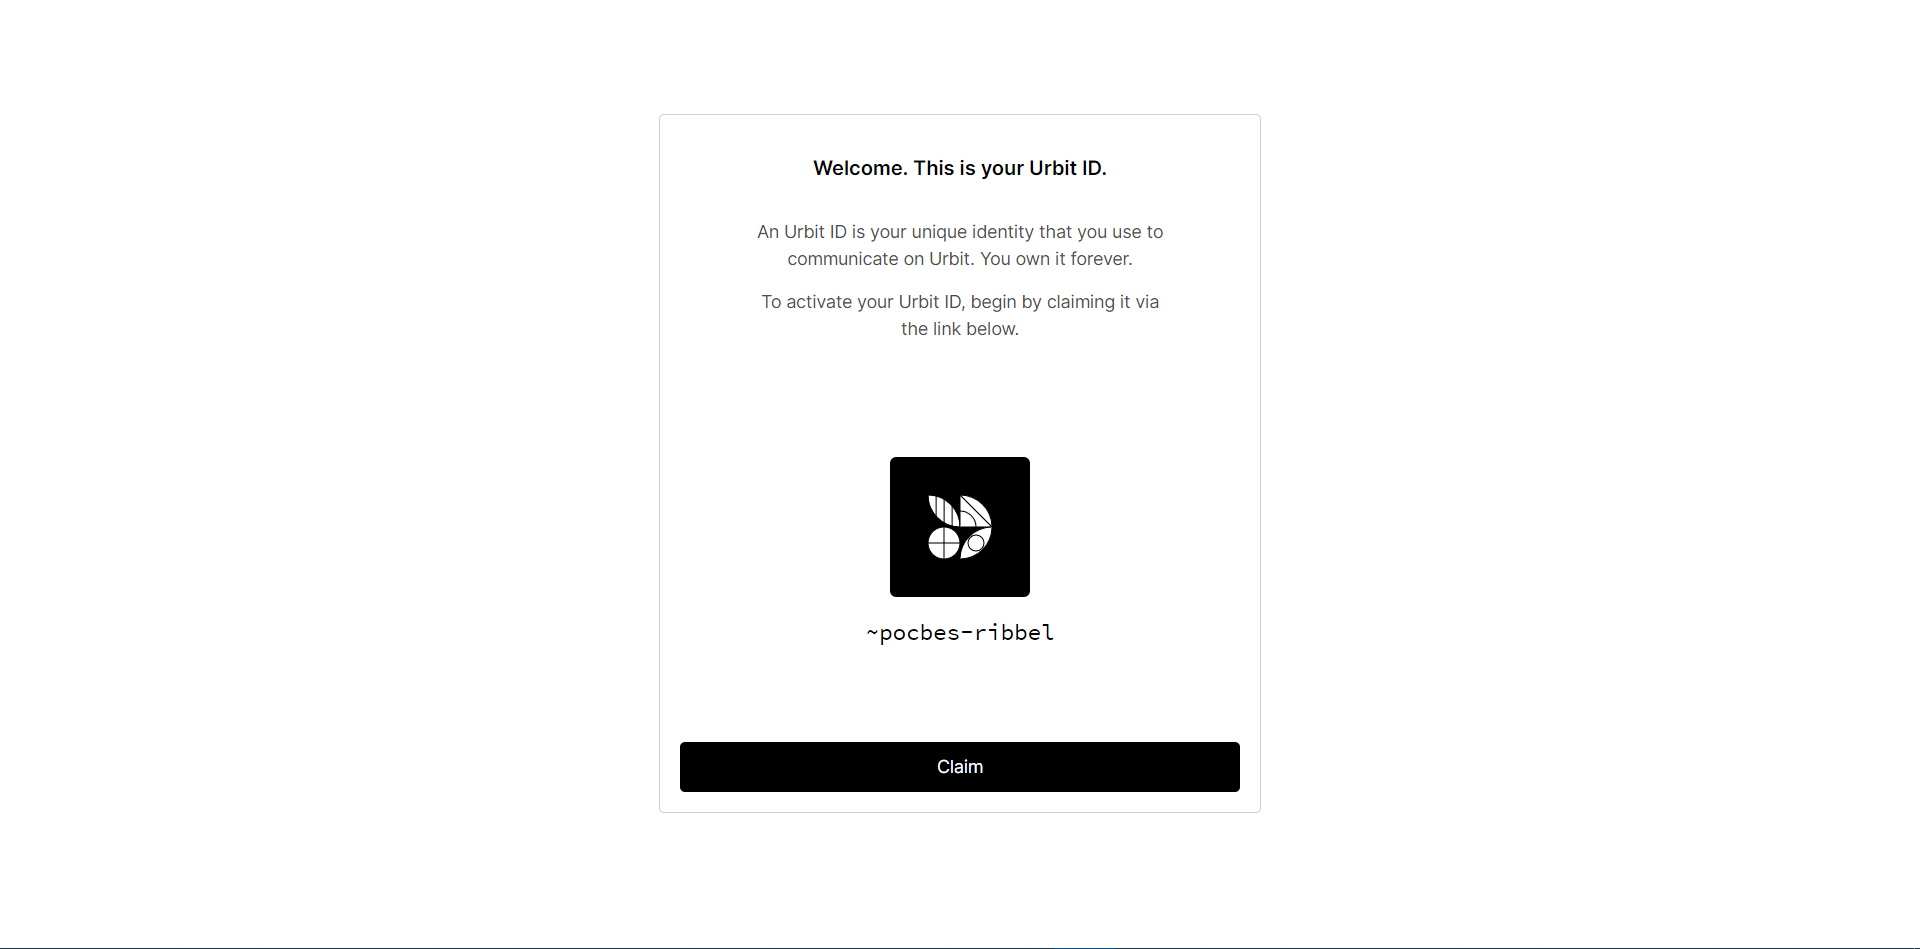 Welcome. This is your Urbit ID.
An Urbit ID is your unique identity that you use to
communicate on Urbit. You own it forever.
To activate your Urbit ID, begin by claiming it via
the link below.
~pocbes-ribbel
Claim